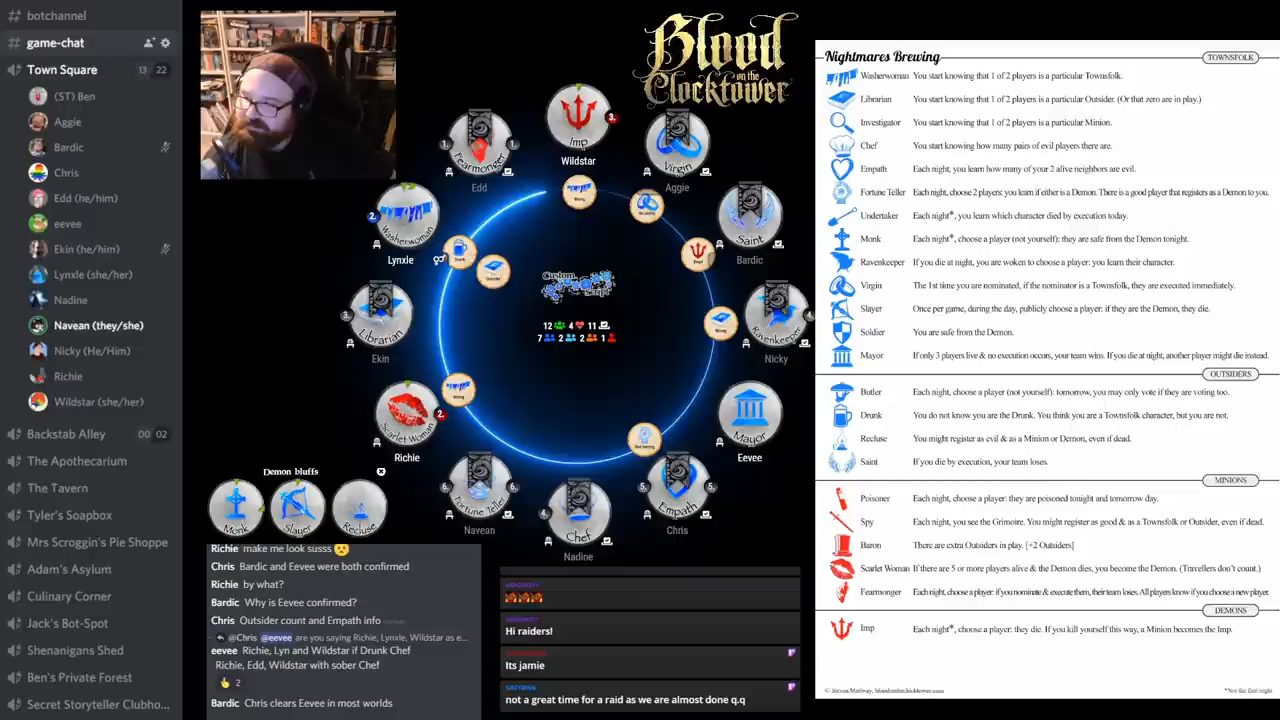 # botchannel
# game-chat
Town Square 13 22
STJ Ben
Aggie
Bardic
Chris
Edd (he/him)
eevee
Ekin (he/him)
Lynxle (she/her)
Nadine
Navean (they/she)
Nicky (He/Him)
Richie
Wildstar (she/her)
Backstab Alley 00 02
The Apothecarium
The Tavern
Tyler's Soapbox
Mrs Scroggin's Pie Shoppe
Adam's Asylum
Culinary Corner
Jack's Bot-Spot
Shenanigans Shed
Ben's Private Forest
Secret Storyteller Clubho...
Blood
on the
Clocktower
Fearmonger
Edd
Imp
Wildstar
Virgin
Aggie
Saint
Bardic
Ravenkeeper
Nicky
Mayor
Eevee
Empath
Chris
Chef
Nadine
Fortune Teller
Navean
Scarlet Woman
Richie
Librarian
Ekin
Washerwoman
Lynxle
Wrong
Drunk
Outsider
Wrong
Wrong
Red herring
Custom
Script
12 4 11
7 2 2 1
Demon bluffs
Monk
Slayer
Recluse
Richie make me look susss
Chris Bardic and Eevee were both confirmed
Richie by what?
Bardic Why is Eevee confirmed?
Chris Outsider count and Empath info
@Chris @eevee are you saying Richie, Lynxle, Wildstar as e...
eevee Richie, Lyn and Wildstar if Drunk Chef
Richie, Edd, Wildstar with sober Chef
2
Bardic Chris clears Eevee in most worlds
Hi raiders!
Its jamie
not a great time for a raid as we are almost done q.q
Nightmares Brewing
TOWNSFOLK
Washerwoman You start knowing that 1 of 2 players is a particular Townsfolk.
Librarian You start knowing that 1 of 2 players is a particular Outsider. (Or that zero are in play.)
Investigator You start knowing that 1 of 2 players is a particular Minion.
Chef You start knowing how many pairs of evil players there are.
Empath Each night, you learn how many of your 2 alive neighbors are evil.
Fortune Teller Each night, choose 2 players: you learn if either is a Demon. There is a good player that registers as a Demon to you.
Undertaker Each night*, you learn which character died by execution today.
Monk Each night*, choose a player (not yourself): they are safe from the Demon tonight.
Ravenkeeper If you die at night, you are woken to choose a player: you learn their character.
Virgin The 1st time you are nominated, if the nominator is a Townsfolk, they are executed immediately.
Slayer Once per game, during the day, publicly choose a player: if they are the Demon, they die.
Soldier You are safe from the Demon.
Mayor If only 3 players live & no execution occurs, your team wins. If you die at night, another player might die instead.
OUTSIDERS
Butler Each night, choose a player (not yourself): tomorrow, you may only vote if they are voting too.
Drunk You do not know you are the Drunk. You think you are a Townsfolk character, but you are not.
Recluse You might register as evil & as a Minion or Demon, even if dead.
Saint If you die by execution, your team loses.
MINIONS
Poisoner Each night, choose a player: they are poisoned tonight and tomorrow day.
Spy Each night, you see the Grimoire. You might register as good & as a Townsfolk or Outsider, even if dead.
Baron There are extra Outsiders in play. [+2 Outsiders]
Scarlet Woman If there are 5 or more players alive & the Demon dies, you become the Demon. (Travellers don't count.)
Fearmonger Each night, choose a player: if you nominate & execute them, their team loses. All players know if you choose a new player.
DEMONS
Imp Each night*, choose a player: they die. If you kill yourself this way, a Minion becomes the Imp.
© Steven Medway, bloodontheclocktower.com
*Not the first night